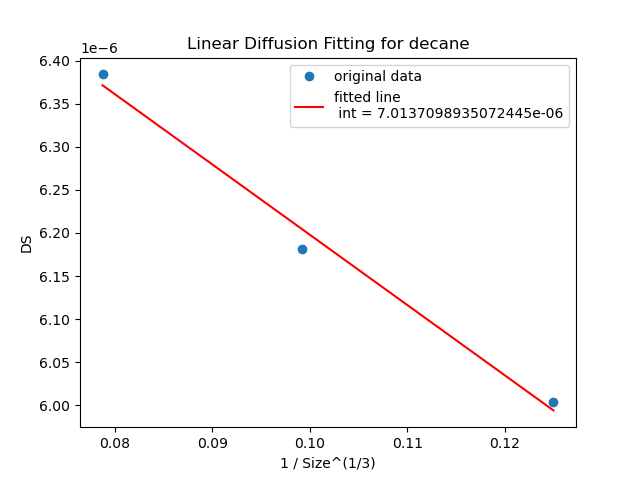 Linear Diffusion Fitting for decane
1e−6
6.40
6.35
6.30
6.25
6.20
6.15
6.10
6.05
6.00
DS
original data
fitted line
int = 7.0137098935072445e-06
0.08 0.09 0.10 0.11 0.12
1 / Size^(1/3)